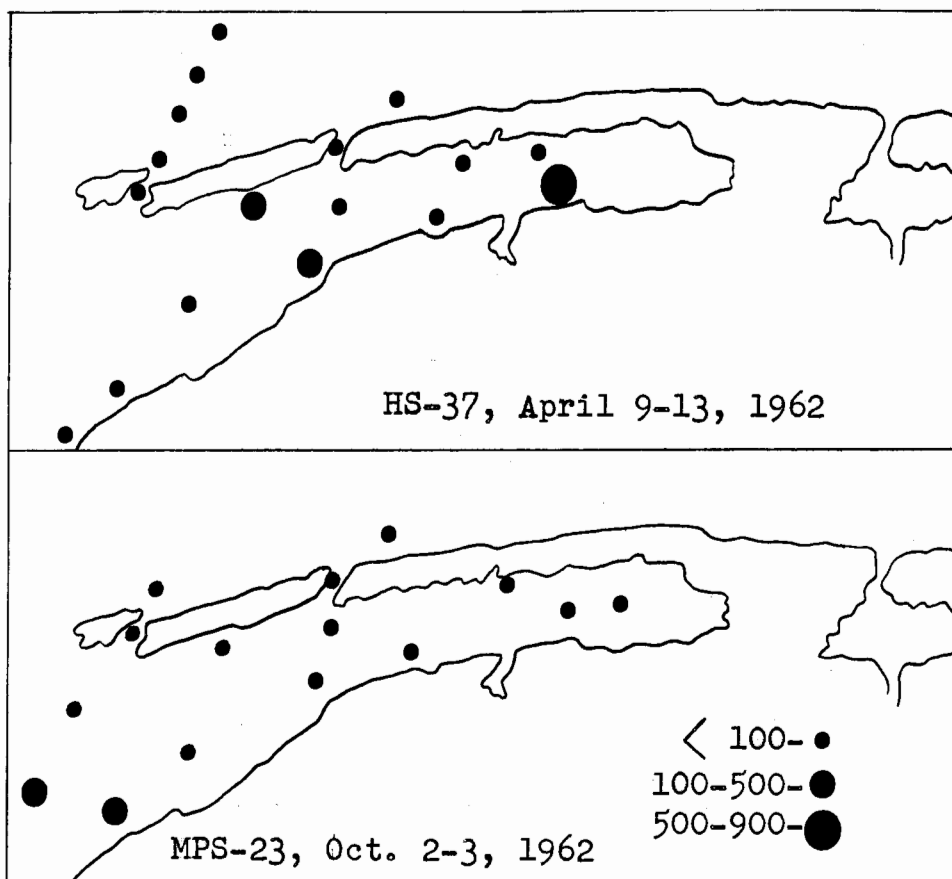 HS-37, April 9-13, 1962
< 100-
100-500-
500-900-
MPS-23, Oct. 2-3, 1962